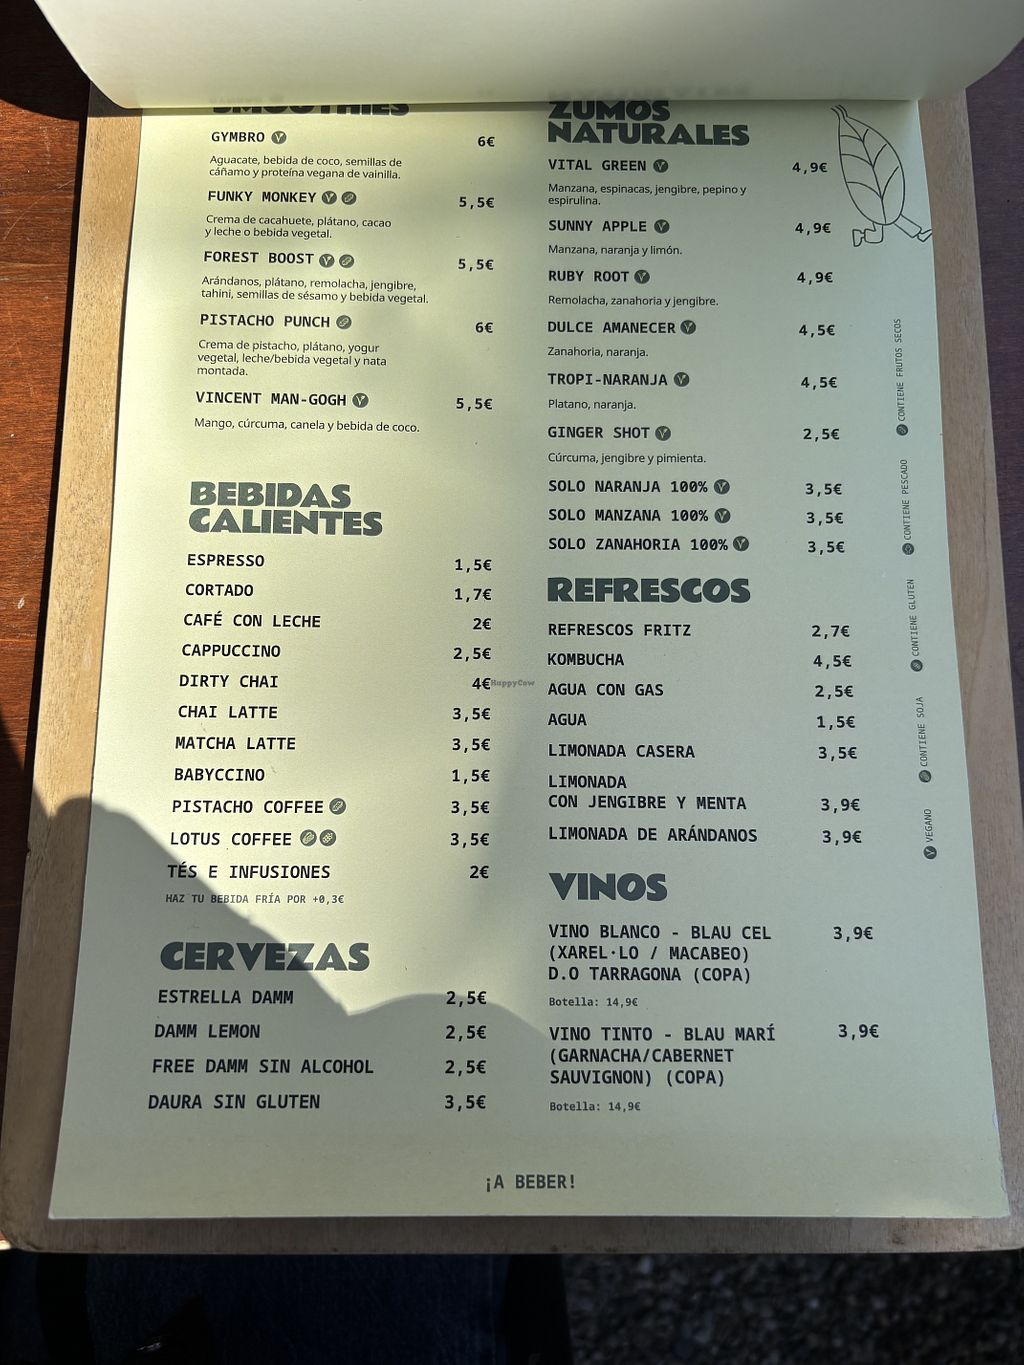 SMOOTHIES
GYMBRO 6€
Aguacate, bebida de coco, semillas de
cáñamo y proteína vegana de vainilla.
FUNKY MONKEY 5,5€
Crema de cacahuete, plátano, cacao
y leche o bebida vegetal.
FOREST BOOST 5,5€
Arándanos, plátano, remolacha, jengibre,
tahini, semillas de sésamo y bebida vegetal.
PISTACHO PUNCH 6€
Crema de pistacho, plátano, yogur
vegetal, leche/bebida vegetal y nata
montada.
VINCENT MAN-GOGH 5,5€
Mango, cúrcuma, canela y bebida de coco.
BEBIDAS
CALIENTES
ESPRESSO 1,5€
CORTADO 1,7€
CAFÉ CON LECHE 2€
CAPPUCCINO 2,5€
DIRTY CHAI 4€
CHAI LATTE 3,5€
MATCHA LATTE 3,5€
BABYCCINO 1,5€
PISTACHO COFFEE 3,5€
LOTUS COFFEE 3,5€
TÉS E INFUSIONES 2€
HAZ TU BEBIDA FRÍA POR +0,3€
CERVEZAS
ESTRELLA DAMM 2,5€
DAMM LEMON 2,5€
FREE DAMM SIN ALCOHOL 2,5€
DAURA SIN GLUTEN 3,5€
ZUMOS
NATURALES
VITAL GREEN 4,9€
Manzana, espinacas, jengibre, pepino y
espirulina.
SUNNY APPLE 4,9€
Manzana, naranja y limón.
RUBY ROOT 4,9€
Remolacha, zanahoria y jengibre.
DULCE AMANECER 4,5€
Zanahoria, naranja.
TROPI-NARANJA 4,5€
Platano, naranja.
GINGER SHOT 2,5€
Cúrcuma, jengibre y pimienta.
SOLO NARANJA 100% 3,5€
SOLO MANZANA 100% 3,5€
SOLO ZANAHORIA 100% 3,5€
REFRESCOS
REFRESCOS FRITZ 2,7€
KOMBUCHA 4,5€
AGUA CON GAS 2,5€
AGUA 1,5€
LIMONADA CASERA 3,5€
LIMONADA
CON JENGIBRE Y MENTA 3,9€
LIMONADA DE ARÁNDANOS 3,9€
VINOS
VINO BLANCO - BLAU CEL 3,9€
(XAREL·LO / MACABEO)
D.O TARRAGONA (COPA)
Botella: 14,9€
VINO TINTO - BLAU MARÍ 3,9€
(GARNACHA/CABERNET
SAUVIGNON) (COPA)
Botella: 14,9€
VEGANO
CONTIENE SOJA
CONTIENE GLUTEN
CONTIENE PESCADO
CONTIENE FRUTOS SECOS
¡A BEBER!
HappyCow